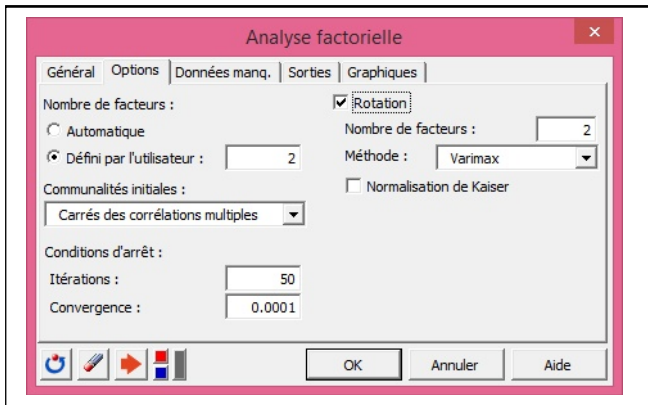 Analyse factorielle
Général Options Données manq. Sorties Graphiques
Nombre de facteurs :
Automatique
Défini par l'utilisateur : 2
Communalités initiales :
Carrés des corrélations multiples
Conditions d'arrêt :
Itérations : 50
Convergence : 0.0001
Rotation
Nombre de facteurs : 2
Méthode : Varimax
Normalisation de Kaiser
OK Annuler Aide